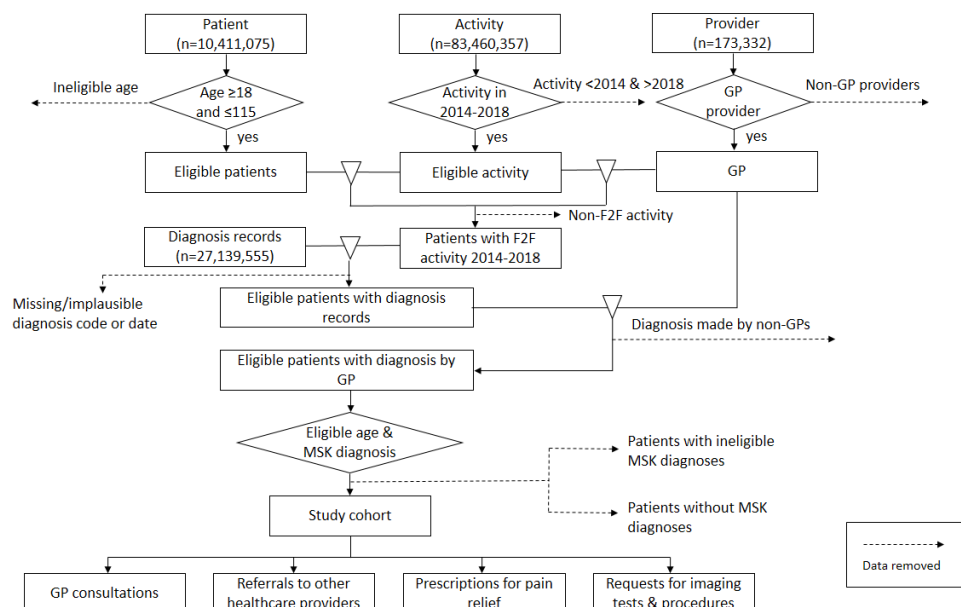 Patient
(n=10,411,075)
Activity
(n=83,460,357)
Provider
(n=173,332)
Ineligible age
Age ≥18
and ≤115
Activity in
2014-2018
Activity <2014 & >2018
GP
provider
Non-GP providers
yes
yes
yes
Eligible patients
Eligible activity
GP
Non-F2F activity
Diagnosis records
(n=27,139,555)
Patients with F2F
activity 2014-2018
Missing/implausible
diagnosis code or date
Eligible patients with diagnosis
records
Diagnosis made by non-GPs
Eligible patients with diagnosis by
GP
Eligible age &
MSK diagnosis
Patients with ineligible
MSK diagnoses
Study cohort
Patients without MSK
diagnoses
Data removed
GP consultations
Referrals to other
healthcare providers
Prescriptions for pain
relief
Requests for imaging
tests & procedures